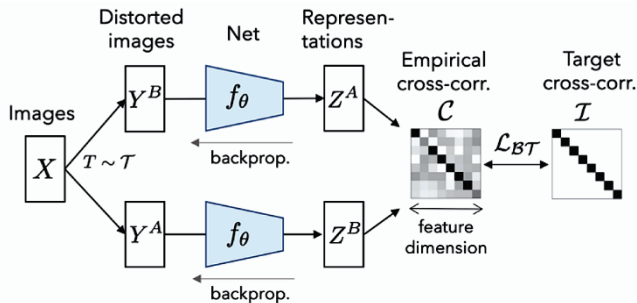 Distorted
images
Net
Represen-
tations
Images
X
T ~ 𝒯
Y^B
f_θ
Z^A
backprop.
Y^A
f_θ
Z^B
backprop.
Empirical
cross-corr.
𝒞
feature
dimension
ℒ_ℬ𝒯
Target
cross-corr.
ℐ